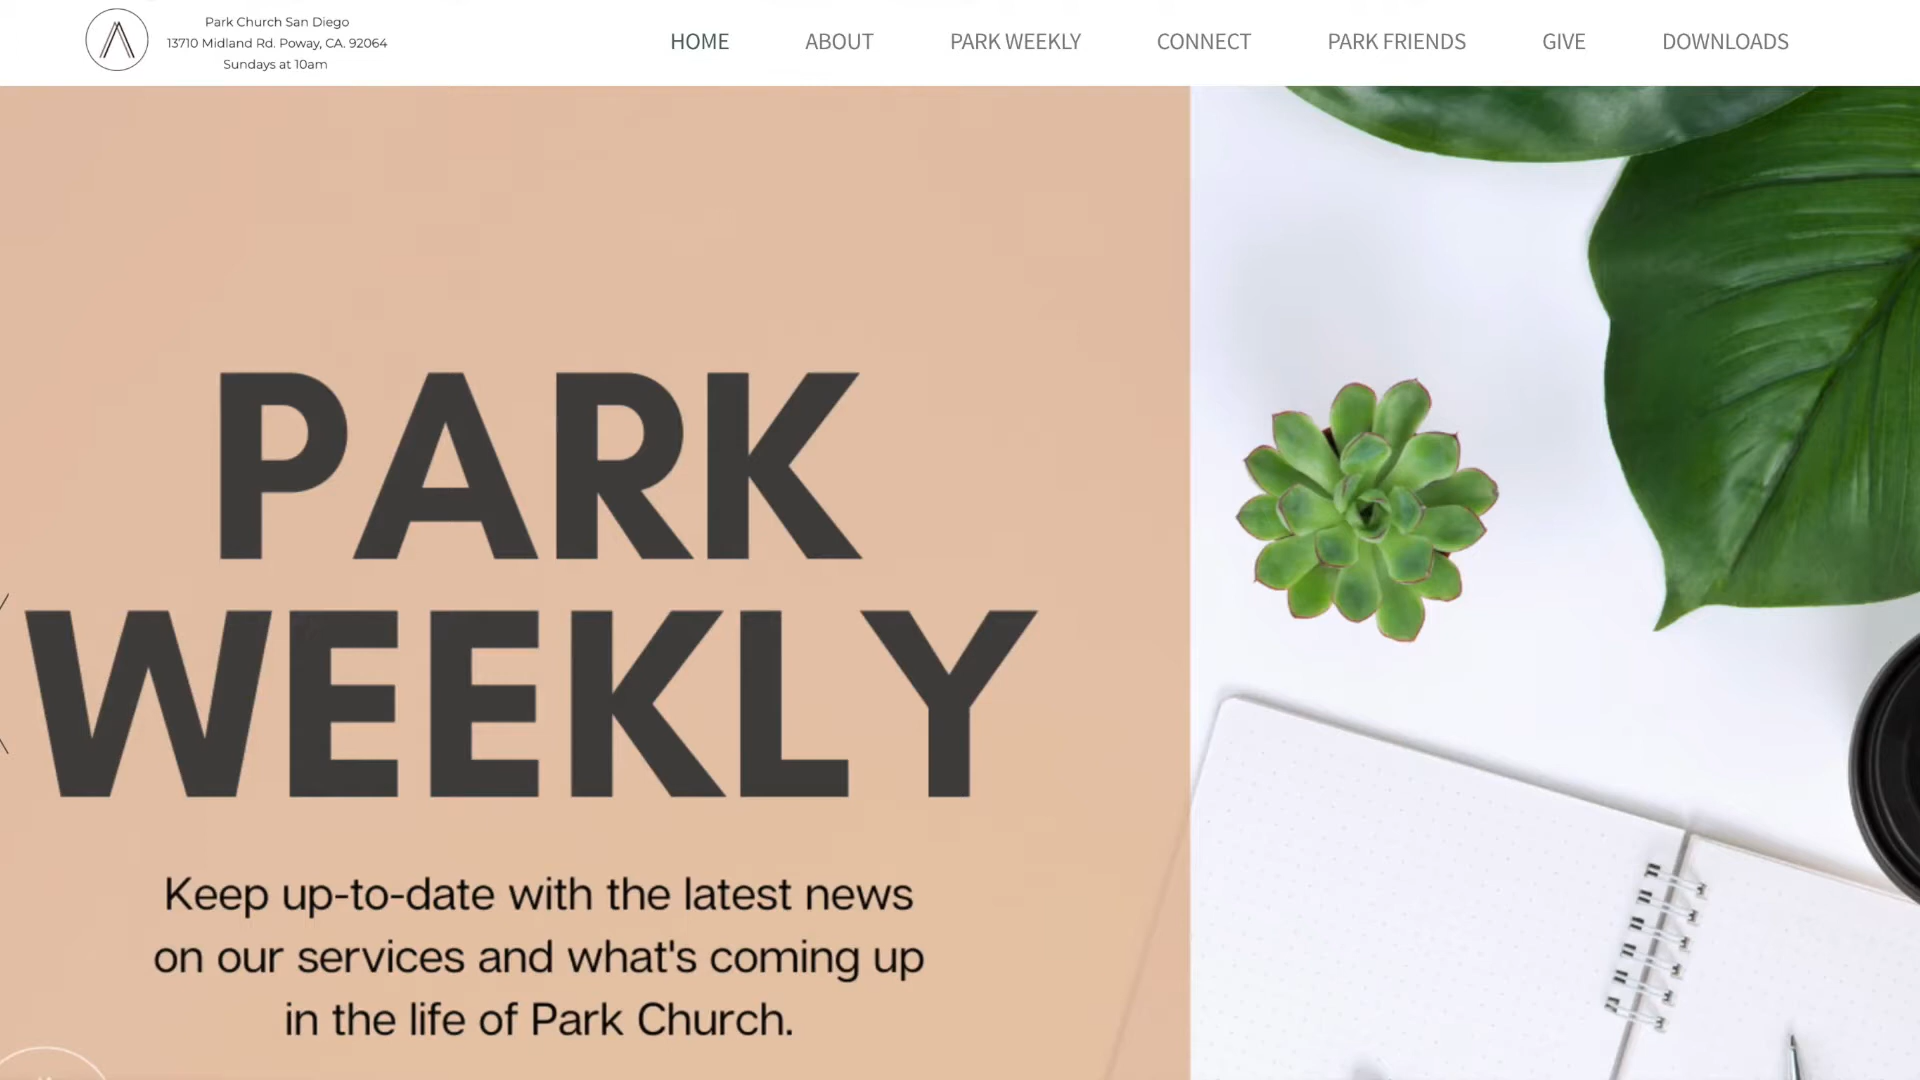 Park Church San Diego
13710 Midland Rd. Poway, CA. 92064
Sundays at 10am
HOME ABOUT PARK WEEKLY CONNECT PARK FRIENDS GIVE DOWNLOADS
PARK
WEEKLY
Keep up-to-date with the latest news
on our services and what's coming up
in the life of Park Church.